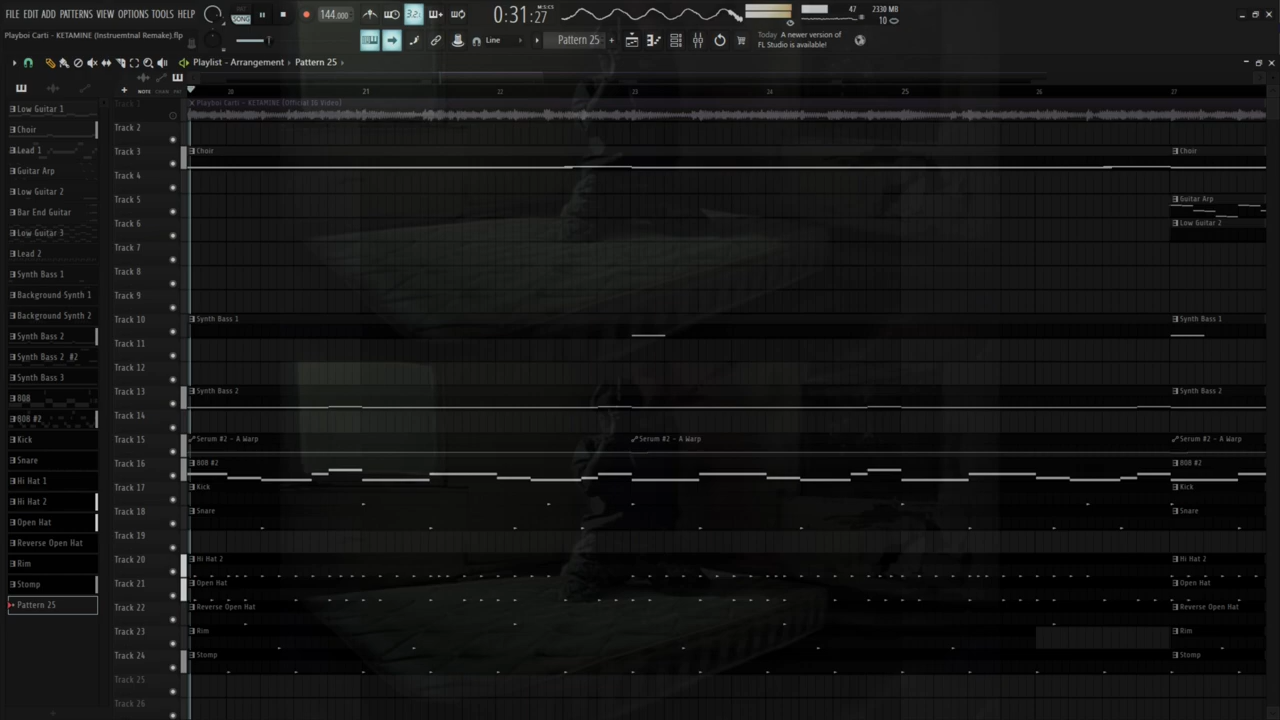 FILE EDIT ADD PATTERNS VIEW OPTIONS TOOLS HELP
SONG
144.000
3 2 1
0:31:27
M:S:CS
47
2330 MB
10
Playboi Carti - KETAMINE (Instruemntal Remake).flp
Line
Pattern 25
Today
A newer version of
FL Studio is available!
Playlist - Arrangement › Pattern 25 ›
NOTE
20 21 22 23 24 25 26 27
Low Guitar 1
Choir
Lead 1
Guitar Arp
Low Guitar 2
Bar End Guitar
Low Guitar 3
Lead 2
Synth Bass 1
Background Synth 1
Background Synth 2
Synth Bass 2
Synth Bass 2 #2
Synth Bass 3
808
808 #2
Kick
Snare
Hi Hat 1
Hi Hat 2
Open Hat
Reverse Open Hat
Rim
Stomp
Pattern 25
Track 1
Playboi Carti - KETAMINE (Official IG Video)
Track 2
Track 3
Choir
Choir
Track 4
Track 5
Guitar Arp
Track 6
Low Guitar 2
Track 7
Track 8
Track 9
Track 10
Synth Bass 1
Synth Bass 1
Track 11
Track 12
Track 13
Synth Bass 2
Synth Bass 2
Track 14
Track 15
Serum #2 - A Warp
Serum #2 - A Warp
Serum #2 - A Warp
Track 16
808 #2
808 #2
Track 17
Kick
Kick
Track 18
Snare
Snare
Track 19
Track 20
Hi Hat 2
Hi Hat 2
Track 21
Open Hat
Open Hat
Track 22
Reverse Open Hat
Reverse Open Hat
Track 23
Rim
Rim
Track 24
Stomp
Stomp
Track 25
Track 26